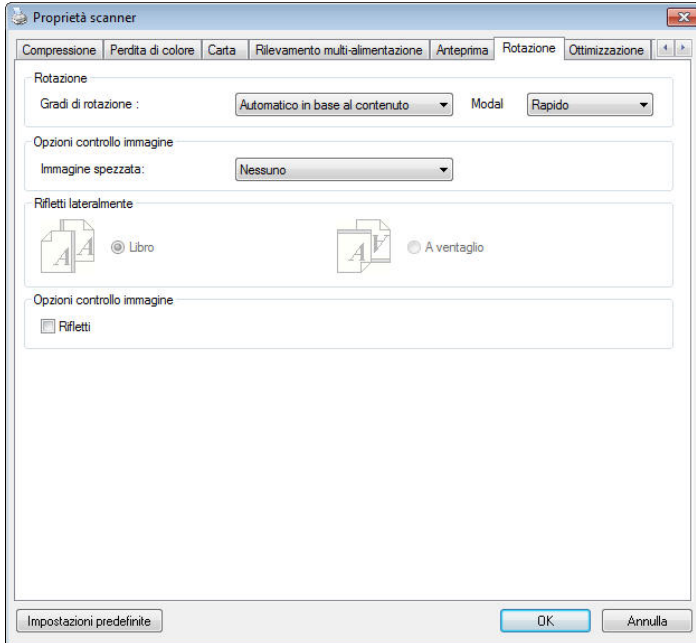 Proprietà scanner
Compressione Perdita di colore Carta Rilevamento multi-alimentazione Anteprima Rotazione Ottimizzazione
Rotazione
Gradi di rotazione : Automatico in base al contenuto Modal Rapido
Opzioni controllo immagine
Immagine spezzata: Nessuno
Rifletti lateralmente
A A Libro A A A ventaglio
Opzioni controllo immagine
Rifletti
Impostazioni predefinite OK Annulla